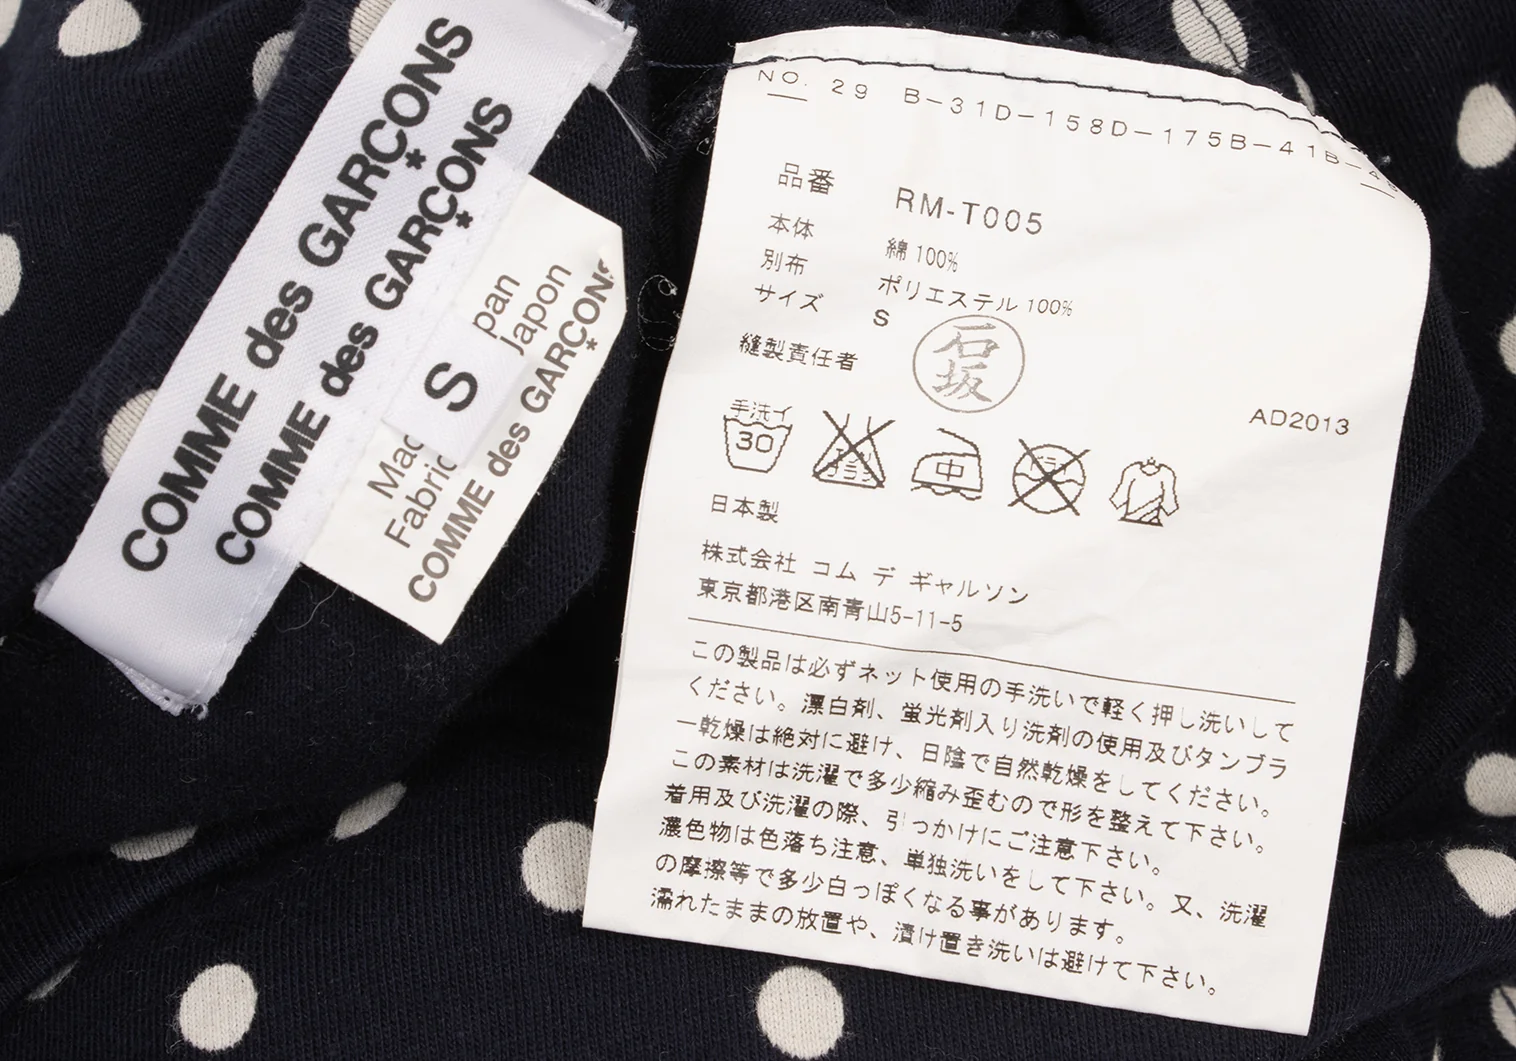 COMME des GARÇONS
COMME des GARÇONS
S
pan
Japon
Mad
Fabric
COMME des GARÇONS
NO. 29 B-31D-158D-175B-41B-
品番 RM-T005
本体 綿 100%
別布 ポリエステル 100%
サイズ S
縫製責任者 石坂
AD2013
手洗イ
30
中
日本製
株式会社 コム デ ギャルソン
東京都港区南青山5-11-5
この製品は必ずネット使用の手洗いで軽く押し洗いして
ください。漂白剤、蛍光剤入り洗剤の使用及びタンブラ
ー乾燥は絶対に避け、日陰で自然乾燥をしてください。
この素材は洗濯で多少縮み歪むので形を整えて下さい。
着用及び洗濯の際、引っかけにご注意下さい。
濃色物は色落ち注意、単独洗いをして下さい。又、洗濯
の摩擦等で多少白っぽくなる事があります。
濡れたままの放置や、漬け置き洗いは避けて下さい。